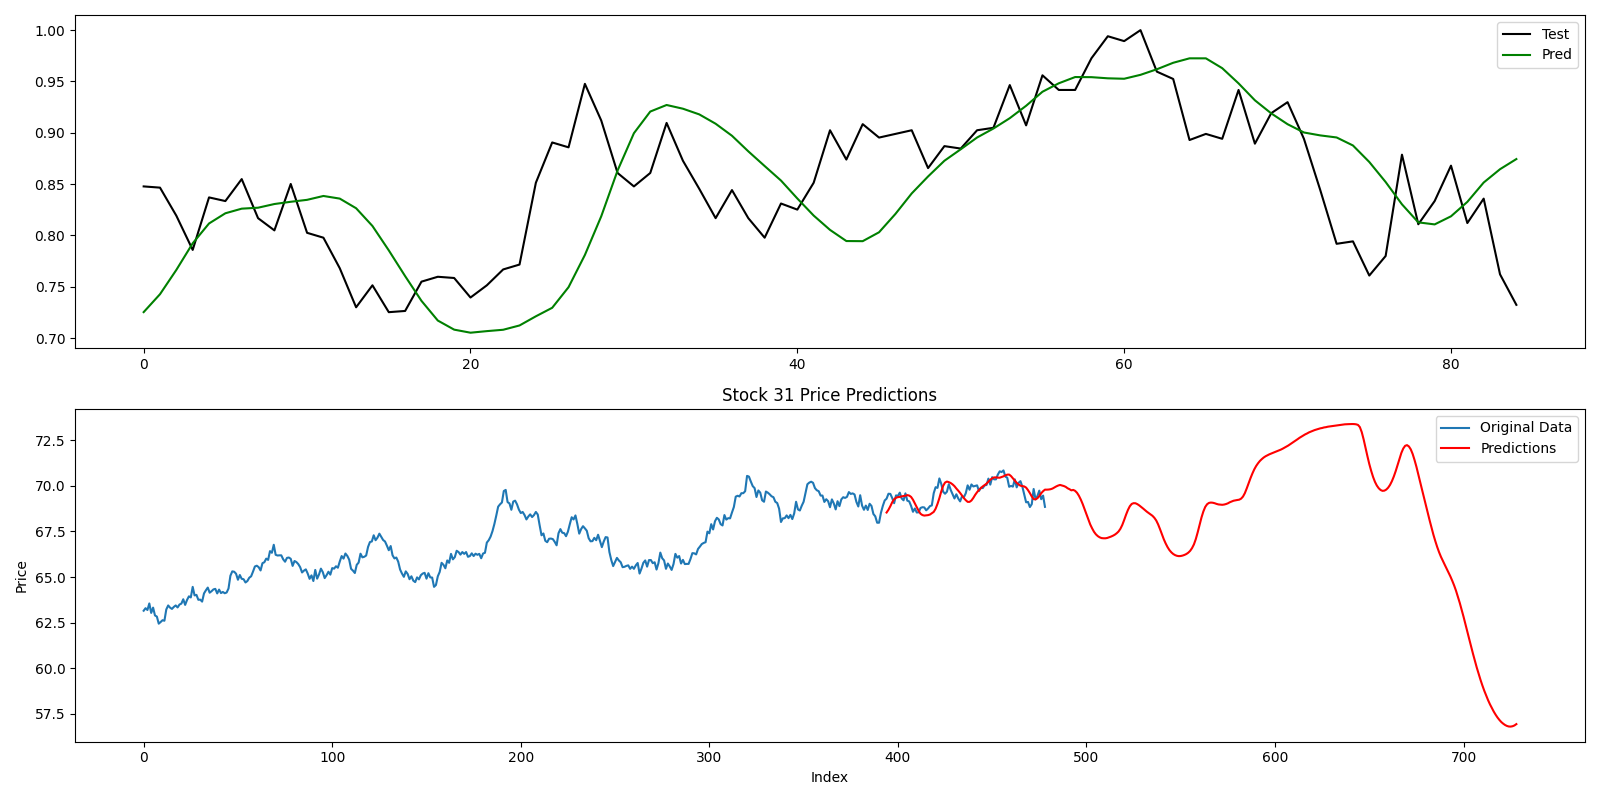 1.00
0.95
0.90
0.85
0.80
0.75
0.70
Test
Pred
0 20 40 60 80
Stock 31 Price Predictions
Price
72.5
70.0
67.5
65.0
62.5
60.0
57.5
Original Data
Predictions
0 100 200 300 400 500 600 700
Index